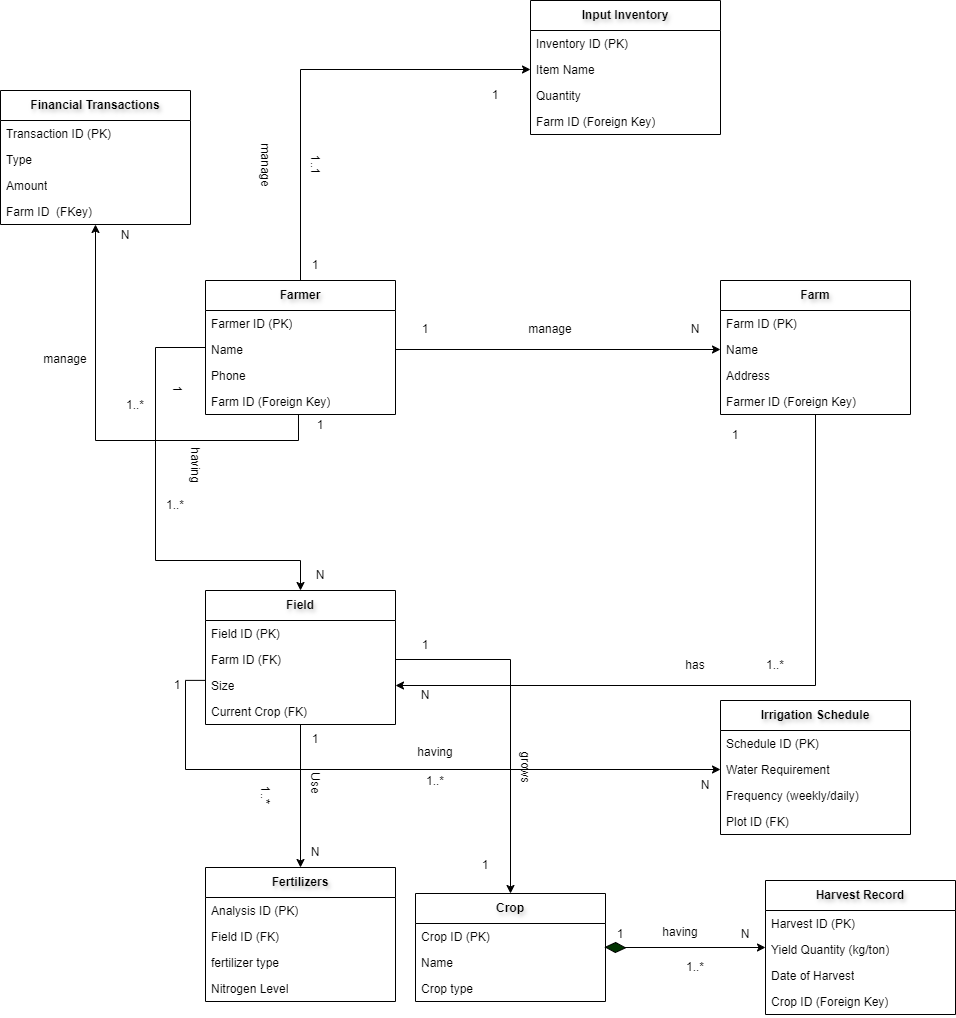 Input Inventory
Inventory ID (PK)
Item Name
Quantity
Farm ID (Foreign Key)
1
manage
1..1
1
Financial Transactions
Transaction ID (PK)
Type
Amount
Farm ID  (FKey)
N
manage
1..*
Farmer
Farmer ID (PK)
Name
Phone
Farm ID (Foreign Key)
1
1
manage
N
Farm
Farm ID (PK)
Name
Address
Farmer ID (Foreign Key)
1
1
having
1..*
N
Field
Field ID (PK)
Farm ID (FK)
Size
Current Crop (FK)
1
has
1..*
N
1
1
having
1..*
N
Irrigation Schedule
Schedule ID (PK)
Water Requirement
Frequency (weekly/daily)
Plot ID (FK)
1
Use
1..*
N
grows
1
Fertilizers
Analysis ID (PK)
Field ID (FK)
fertilizer type
Nitrogen Level
Crop
Crop ID (PK)
Name
Crop type
1
having
N
1..*
Harvest Record
Harvest ID (PK)
Yield Quantity (kg/ton)
Date of Harvest
Crop ID (Foreign Key)